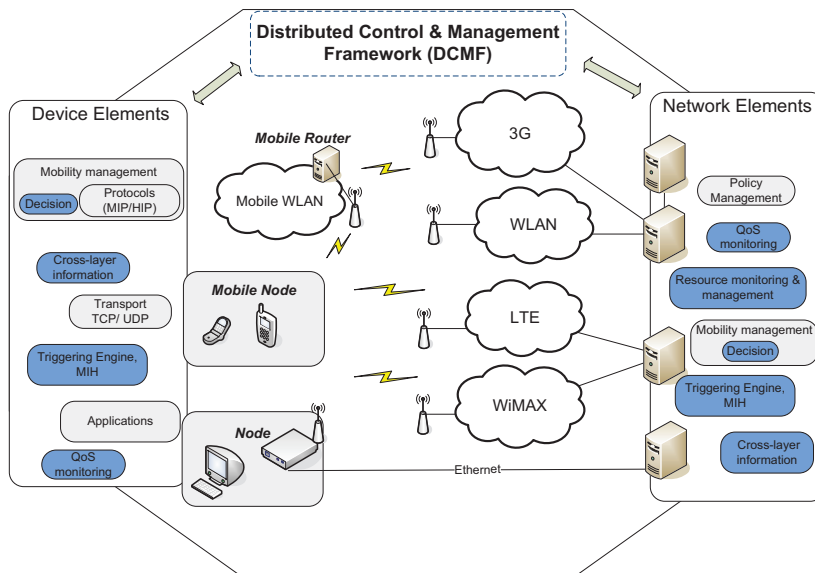 Distributed Control & Management
Framework (DCMF)
Device Elements
Mobility management
Decision
Protocols
(MIP/HIP)
Cross-layer
information
Transport
TCP/ UDP
Triggering Engine,
MIH
Applications
QoS
monitoring
Mobile Router
Mobile WLAN
Mobile Node
Node
3G
WLAN
LTE
WiMAX
Ethernet
Network Elements
Policy
Management
QoS
monitoring
Resource monitoring &
management
Mobility management
Decision
Triggering Engine,
MIH
Cross-layer
information